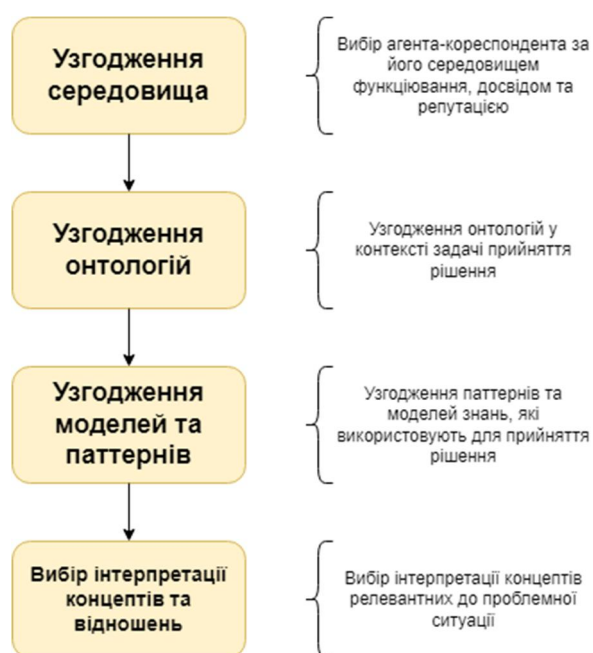 Узгодження
середовища
Вибір агента-кореспондента за
його середовищем
функціювання, досвідом та
репутацією
Узгодження
онтологій
Узгодження онтологій у
контексті задачі прийняття
рішення
Узгодження
моделей та
паттернів
Узгодження паттернів та
моделей знань, які
використовують для прийняття
рішення
Вибір інтерпретації
концептів та
відношень
Вибір інтерпретації концептів
релевантних до проблемної
ситуації